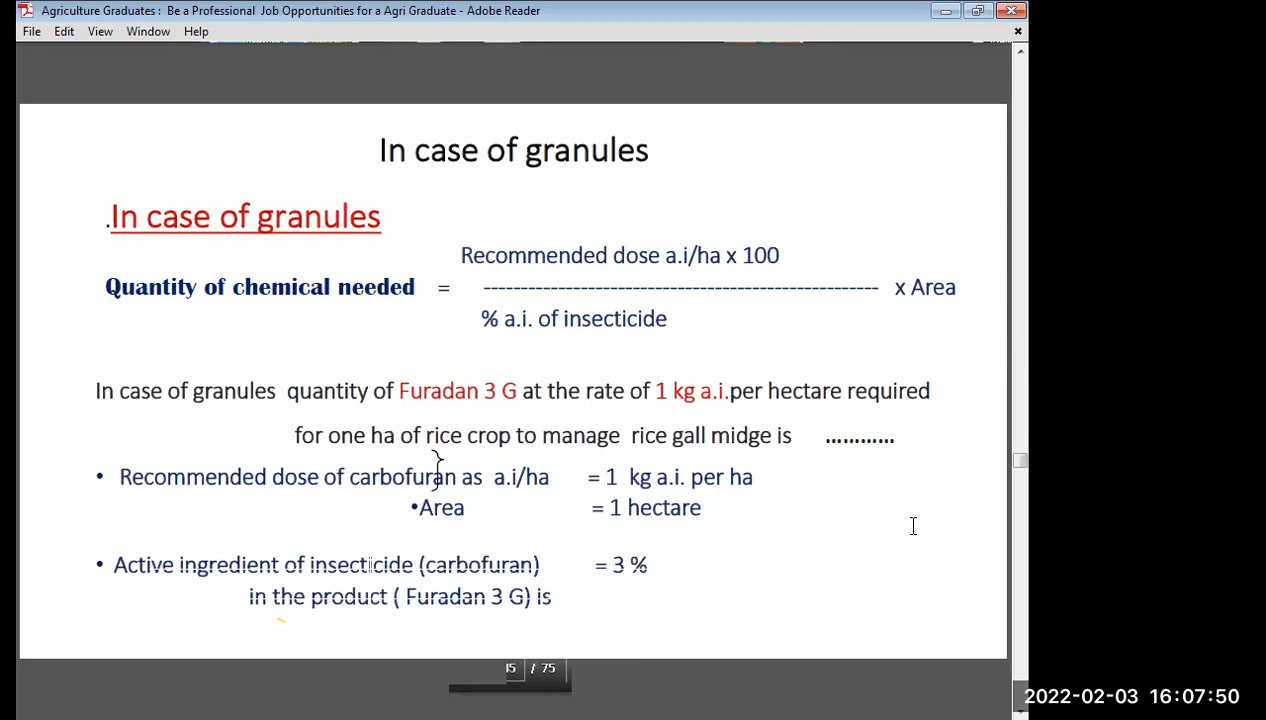 Agriculture Graduates : Be a Professional Job Opportunities for a Agri Graduate - Adobe Reader
File Edit View Window Help
In case of granules
.In case of granules
Recommended dose a.i/ha x 100
Quantity of chemical needed = ------------------------------------------------------ x Area
% a.i. of insecticide
In case of granules quantity of Furadan 3 G at the rate of 1 kg a.i.per hectare required
for one ha of rice crop to manage rice gall midge is ............
• Recommended dose of carbofuran as a.i/ha = 1 kg a.i. per ha
•Area = 1 hectare
• Active ingredient of insecticide (carbofuran) = 3 %
in the product ( Furadan 3 G) is
/ 75
2022-02-03 16:07:50